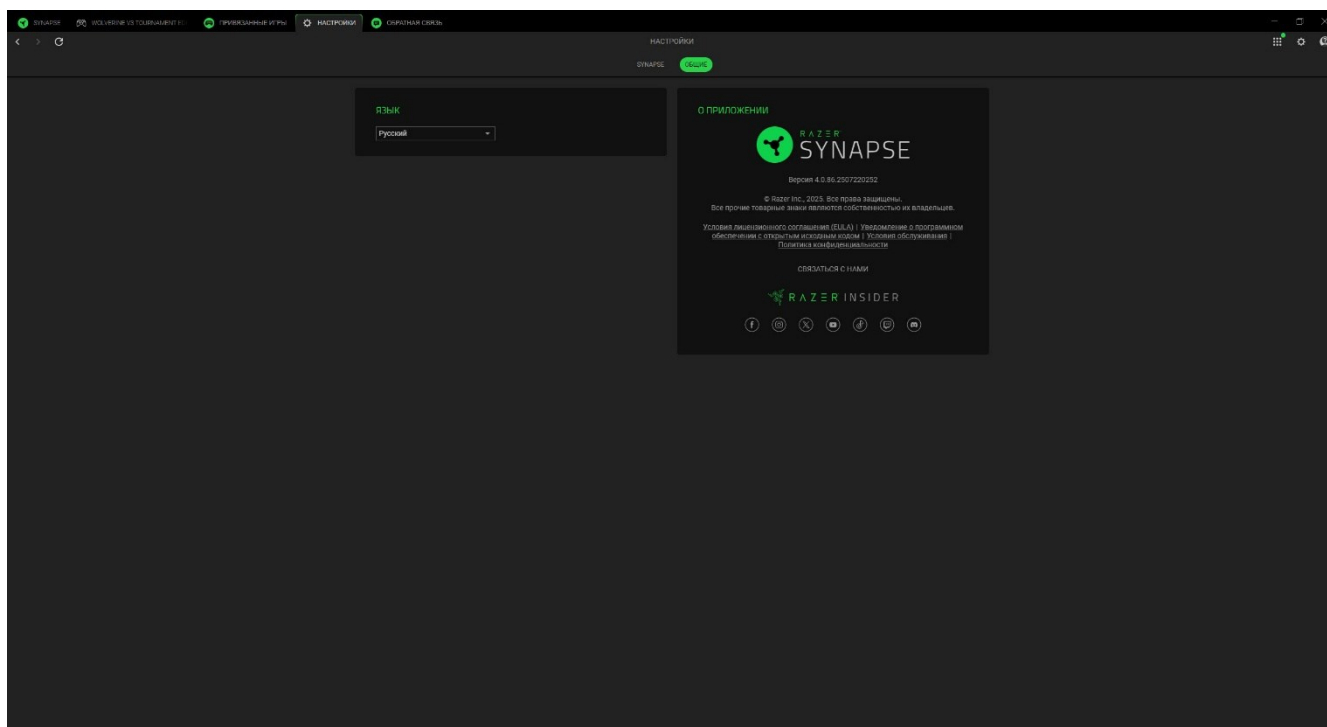 SYNAPSE
WOLVERINE V3 TOURNAMENT
ПРИВЯЗАННЫЕ ИГРЫ
НАСТРОЙКИ
ОБРАТНАЯ СВЯЗЬ
НАСТРОЙКИ
SYNAPSE
ОБЩИЕ
ЯЗЫК
Русский
О ПРИЛОЖЕНИИ
RAZER
SYNAPSE
Версия 4.0.86.2507220252
© Razer Inc., 2025. Все права защищены.
Все прочие товарные знаки являются собственностью их владельцев.
Условия лицензионного соглашения (EULA) | Уведомление о программном
обеспечении с открытым исходным кодом | Условия обслуживания |
Политика конфиденциальности
СВЯЗАТЬСЯ С НАМИ
RAZER INSIDER